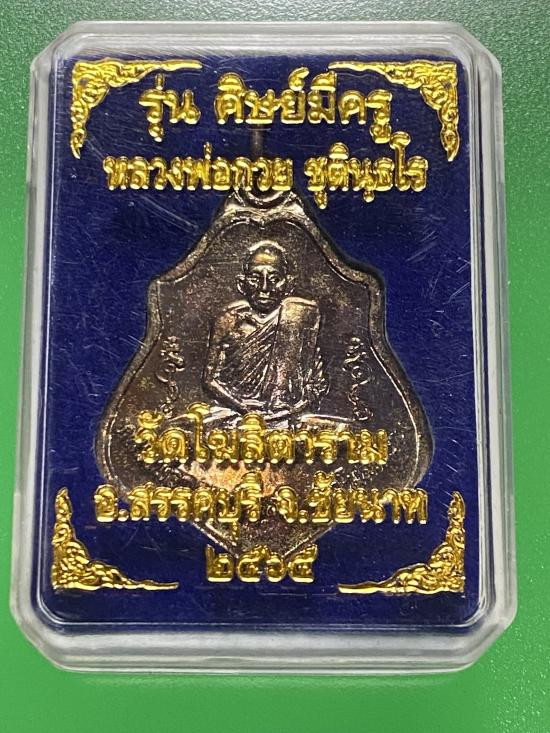 รุ่น ศิษย์มีครู
หลวงพ่อกวย ชุตินฺธโร
วัดโฆสิตาราม
อ.สรรคบุรี จ.ชัยนาท
๒๕๖๕